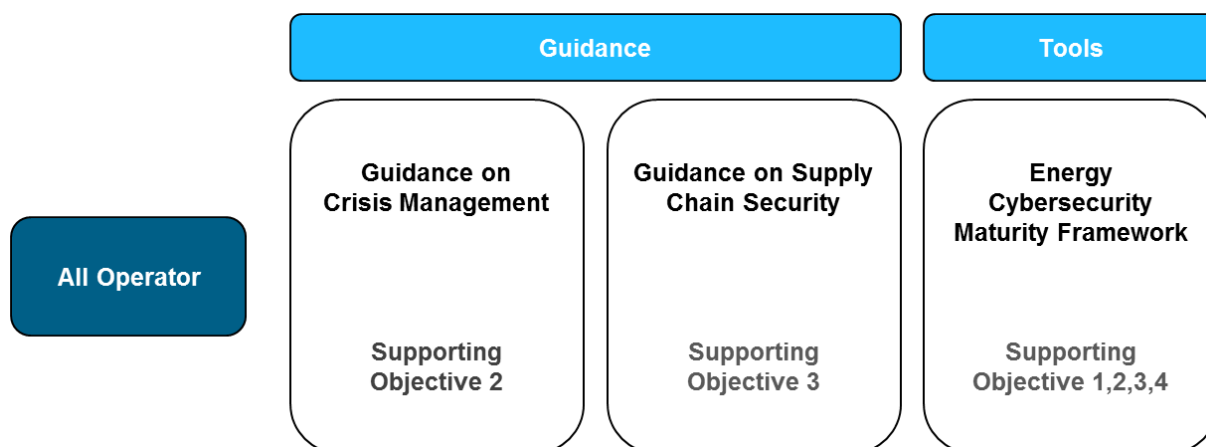 Guidance
Tools
Guidance on
Crisis Management
Guidance on Supply
Chain Security
Energy
Cybersecurity
Maturity Framework
All Operator
Supporting
Objective 2
Supporting
Objective 3
Supporting
Objective 1,2,3,4